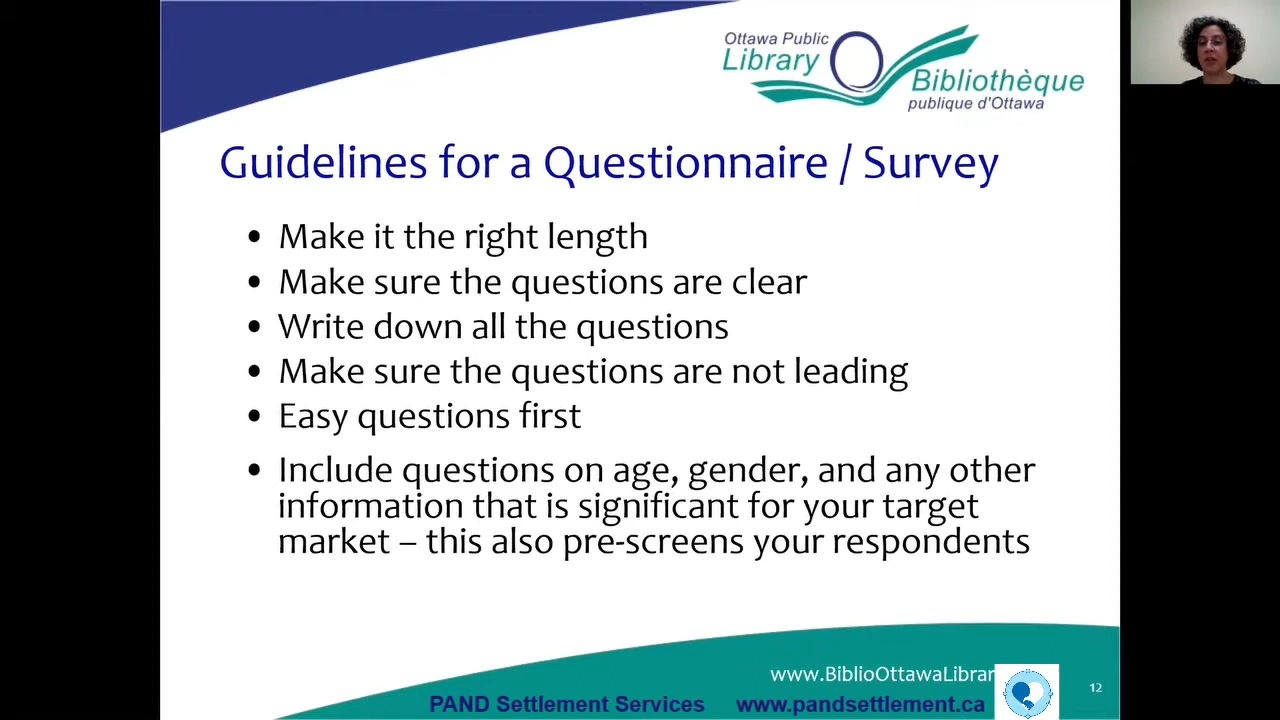 Ottawa Public
Library
Bibliothèque
publique d'Ottawa
Guidelines for a Questionnaire / Survey
• Make it the right length
• Make sure the questions are clear
• Write down all the questions
• Make sure the questions are not leading
• Easy questions first
• Include questions on age, gender, and any other
information that is significant for your target
market – this also pre-screens your respondents
www.BiblioOttawaLibrar
12
PAND Settlement Services www.pandsettlement.ca